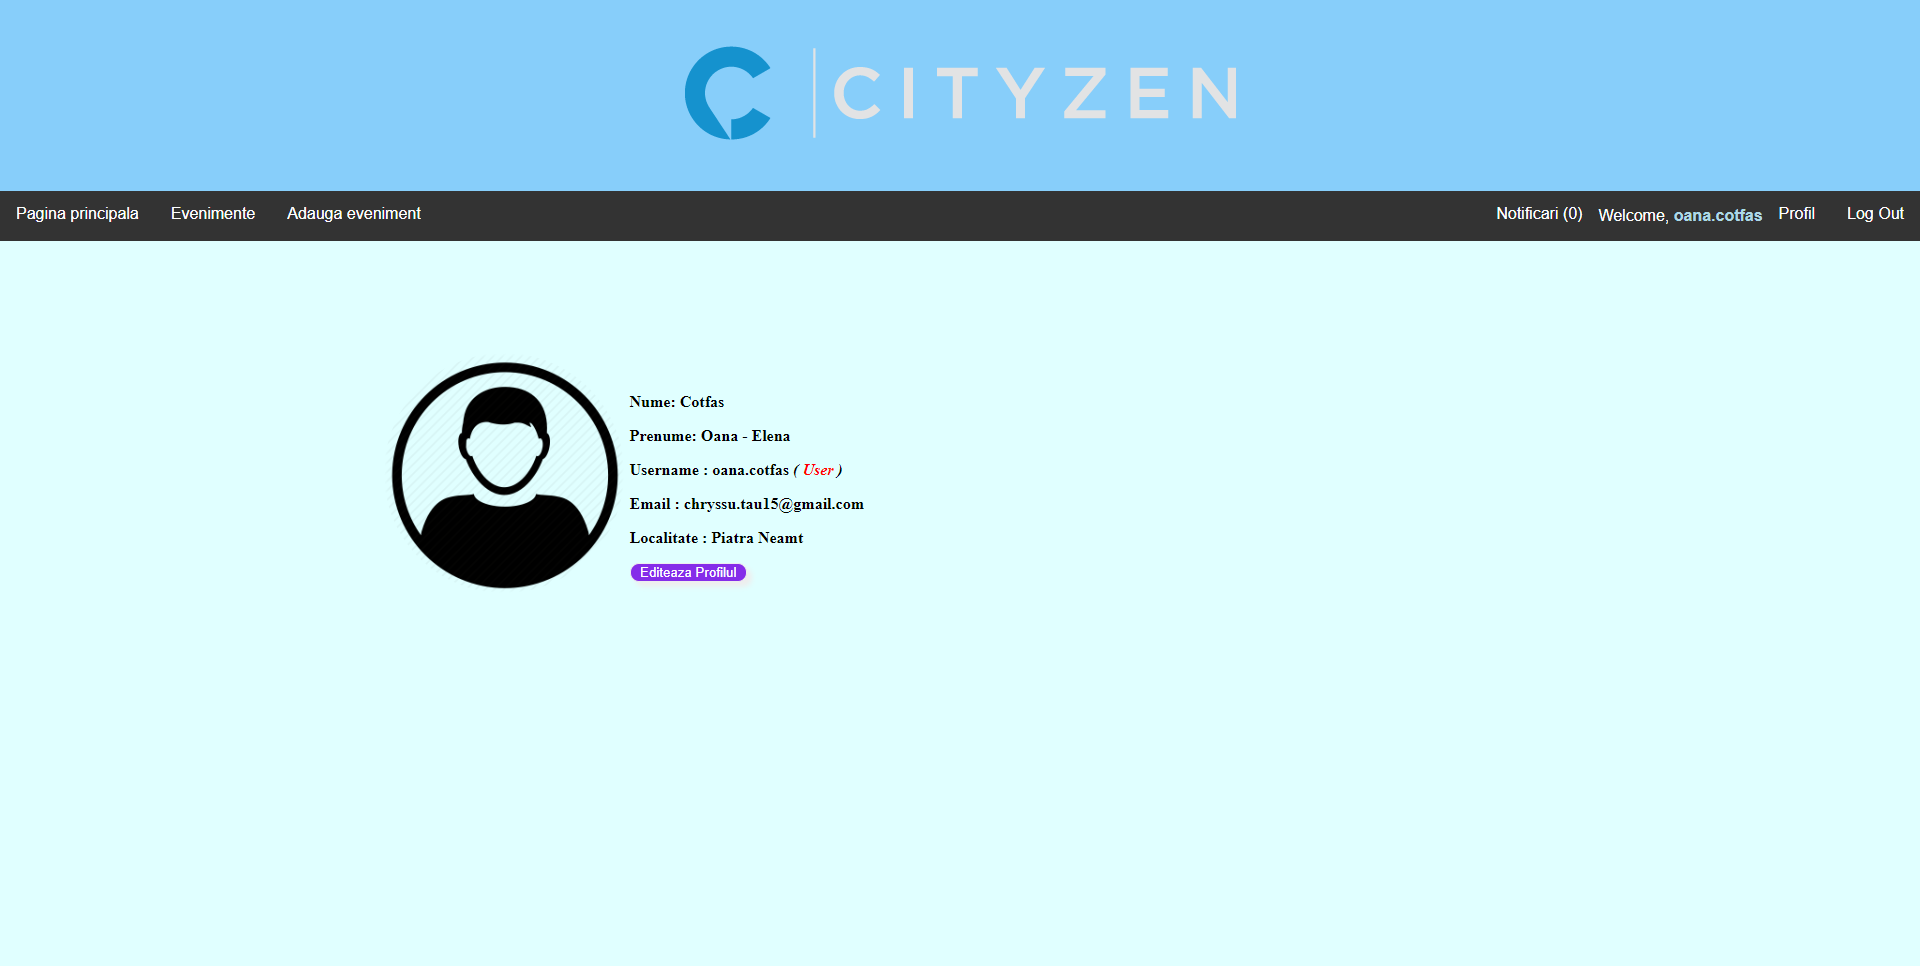 CITYZEN
Pagina principala Evenimente Adauga eveniment Notificari (0) Welcome, oana.cotfas Profil Log Out
Nume: Cotfas
Prenume: Oana - Elena
Username : oana.cotfas ( User )
Email : chryssu.tau15@gmail.com
Localitate : Piatra Neamt
Editeaza Profilul